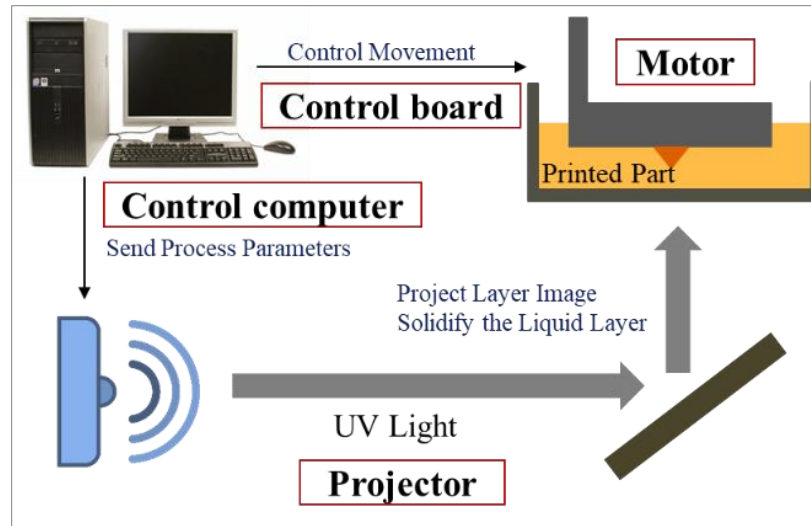 Control Movement
Motor
Control board
Printed Part
Control computer
Send Process Parameters
Project Layer Image
Solidify the Liquid Layer
UV Light
Projector